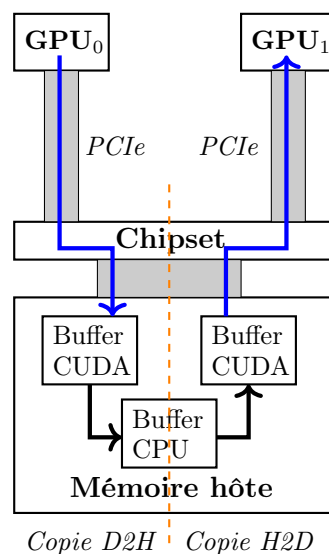 GPU₀
GPU₁
PCIe
PCIe
Chipset
Buffer
CUDA
Buffer
CUDA
Buffer
CPU
Mémoire hôte
Copie D2H
Copie H2D